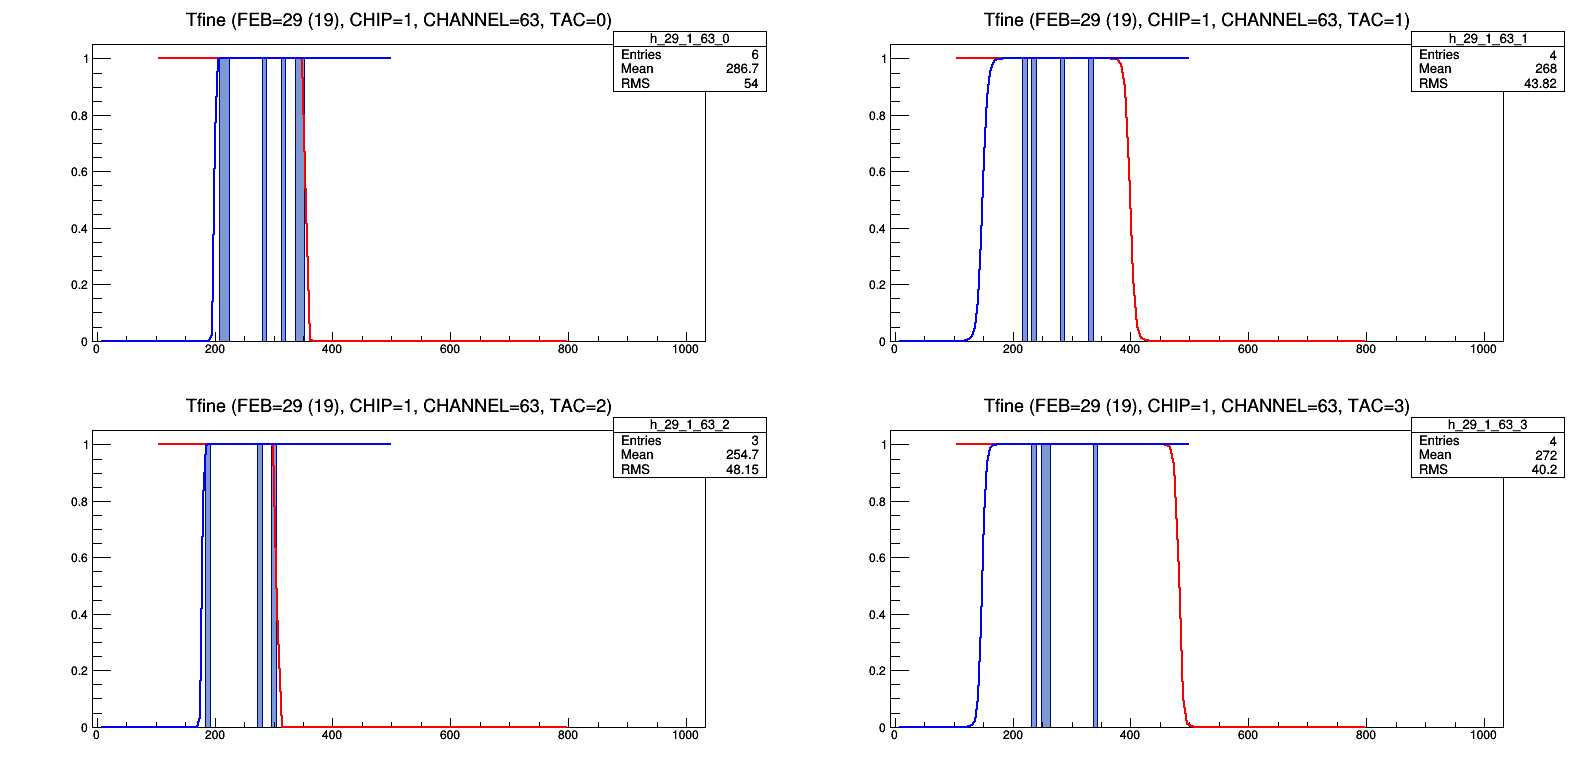 Tfine (FEB=29 (19), CHIP=1, CHANNEL=63, TAC=0)
h_29_1_63_0
Entries 6
Mean 286.7
RMS 54
1
0.8
0.6
0.4
0.2
0
0 200 400 600 800 1000
Tfine (FEB=29 (19), CHIP=1, CHANNEL=63, TAC=1)
h_29_1_63_1
Entries 4
Mean 268
RMS 43.82
1
0.8
0.6
0.4
0.2
0
0 200 400 600 800 1000
Tfine (FEB=29 (19), CHIP=1, CHANNEL=63, TAC=2)
h_29_1_63_2
Entries 3
Mean 254.7
RMS 48.15
1
0.8
0.6
0.4
0.2
0
0 200 400 600 800 1000
Tfine (FEB=29 (19), CHIP=1, CHANNEL=63, TAC=3)
h_29_1_63_3
Entries 4
Mean 272
RMS 40.2
1
0.8
0.6
0.4
0.2
0
0 200 400 600 800 1000